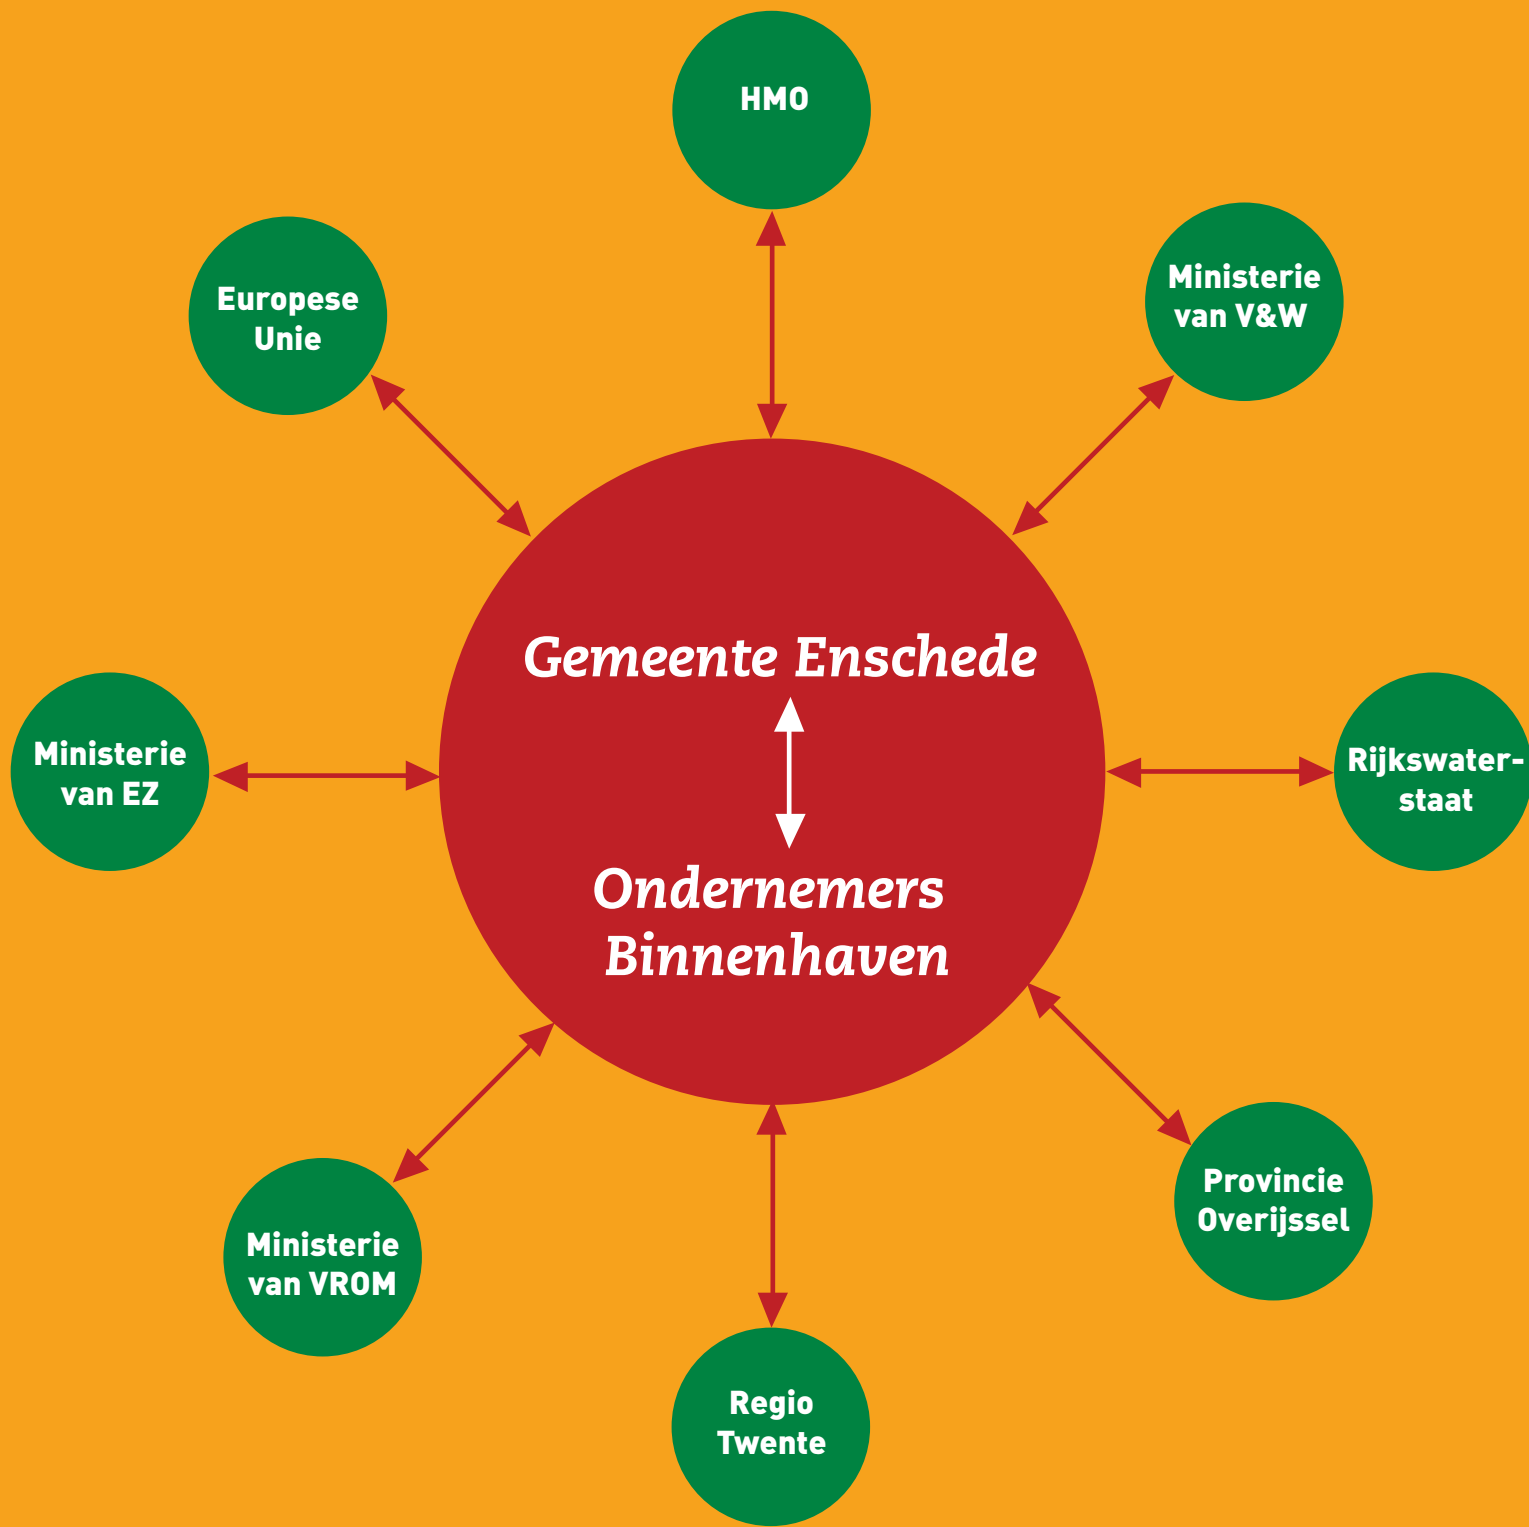 HMO
Europese
Unie
Ministerie
van V&W
Gemeente Enschede
Ministerie
van EZ
Rijkswater-
staat
Ondernemers
Binnenhaven
Provincie
Overijssel
Ministerie
van VROM
Regio
Twente